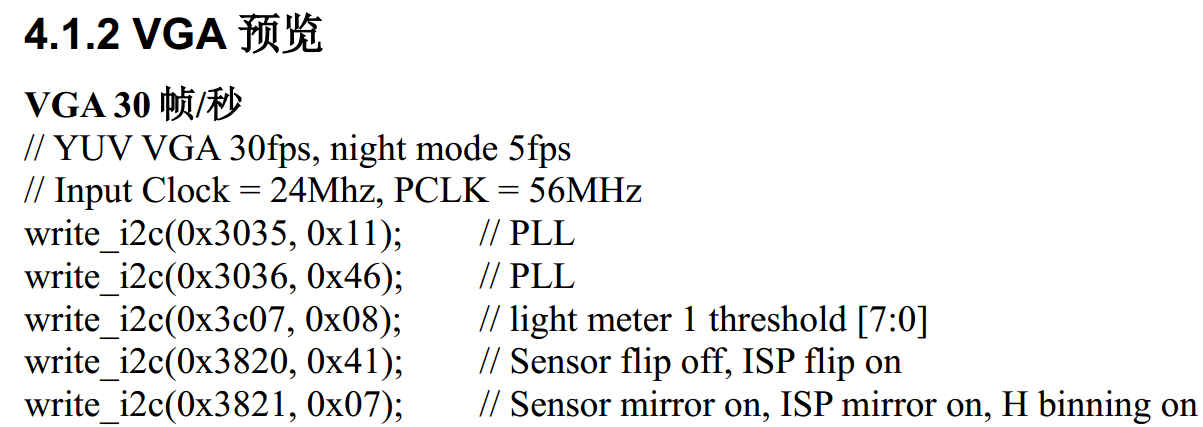 4.1.2 VGA 预览
VGA 30 帧/秒
// YUV VGA 30fps, night mode 5fps
// Input Clock = 24Mhz, PCLK = 56MHz
write_i2c(0x3035, 0x11); // PLL
write_i2c(0x3036, 0x46); // PLL
write_i2c(0x3c07, 0x08); // light meter 1 threshold [7:0]
write_i2c(0x3820, 0x41); // Sensor flip off, ISP flip on
write_i2c(0x3821, 0x07); // Sensor mirror on, ISP mirror on, H binning on